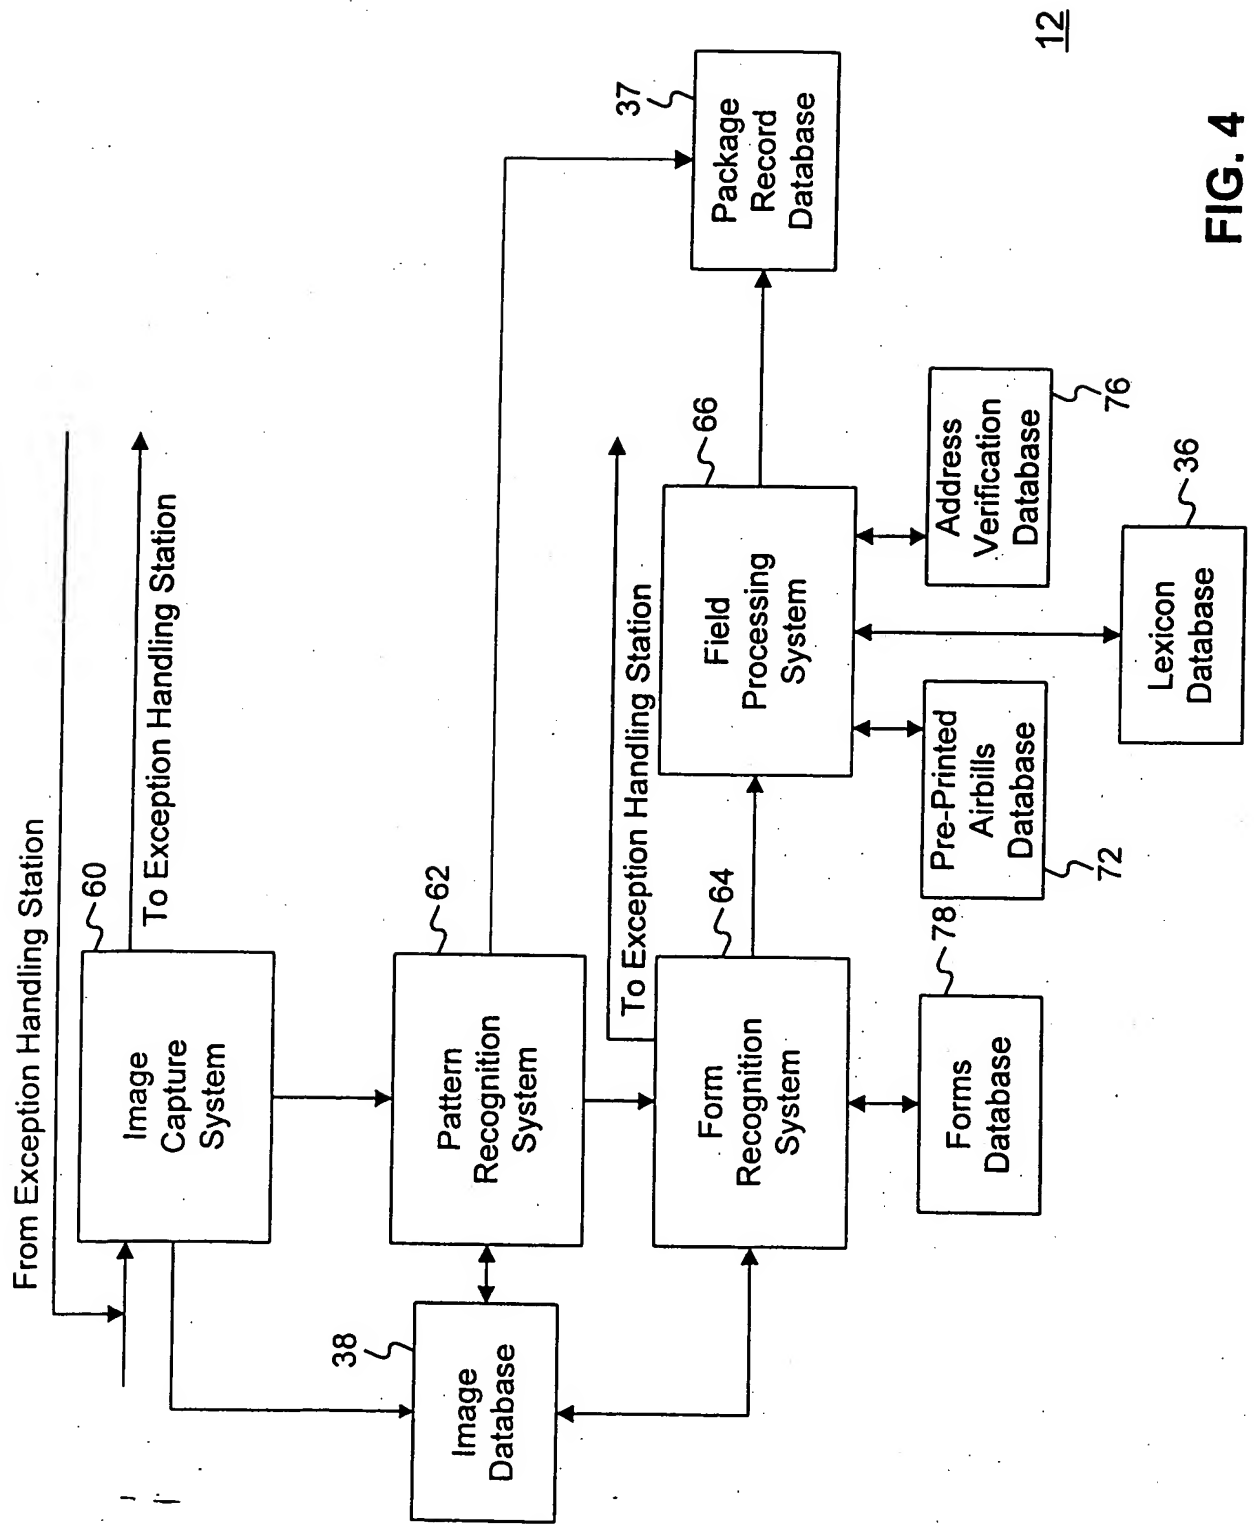 From Exception Handling Station
To Exception Handling Station
60
Image
Capture
System
62
Pattern
Recognition
System
38
Image
Database
To Exception Handling Station
64
Form
Recognition
System
66
Field
Processing
System
37
Package
Record
Database
78
Forms
Database
Pre-Printed
Airbills
Database
72
Address
Verification
Database
76
36
Lexicon
Database
12
FIG. 4